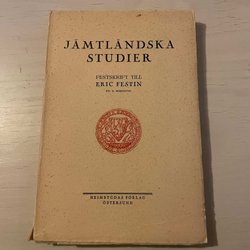 JÄMTLÄNDSKA
STUDIER
FESTSKRIFT TILL
ERIC FESTIN
HEIMBYGDAS FÖRLAG
ÖSTERSUND